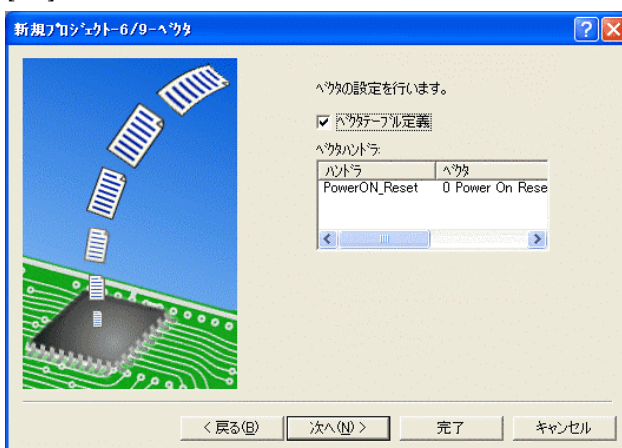 新規ﾌﾟﾛｼﾞｪｸﾄ-6/9-ﾍﾞｸﾀ
ﾍﾞｸﾀの設定を行います。
ﾍﾞｸﾀﾃｰﾌﾞﾙ定義
ﾍﾞｸﾀﾊﾝﾄﾞﾗ:
ﾊﾝﾄﾞﾗ ﾍﾞｸﾀ
PowerON_Reset 0 Power On Rese
< 戻る(B) 次へ(N) > 完了 キャンセル